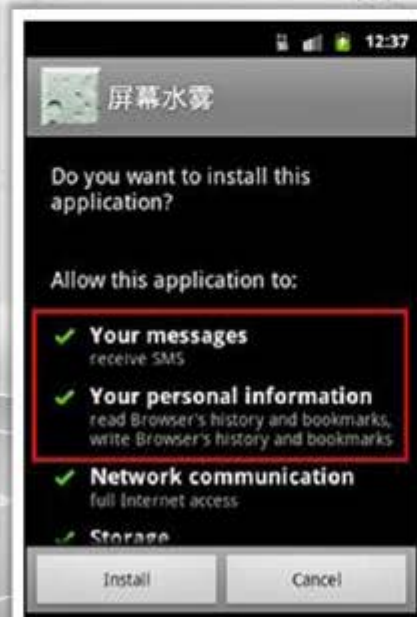 12:37
屏幕水雾
Do you want to install this
application?
Allow this application to:
Your messages
receive SMS
Your personal information
read Browser's history and bookmarks,
write Browser's history and bookmarks
Network communication
full Internet access
Storage
Install
Cancel